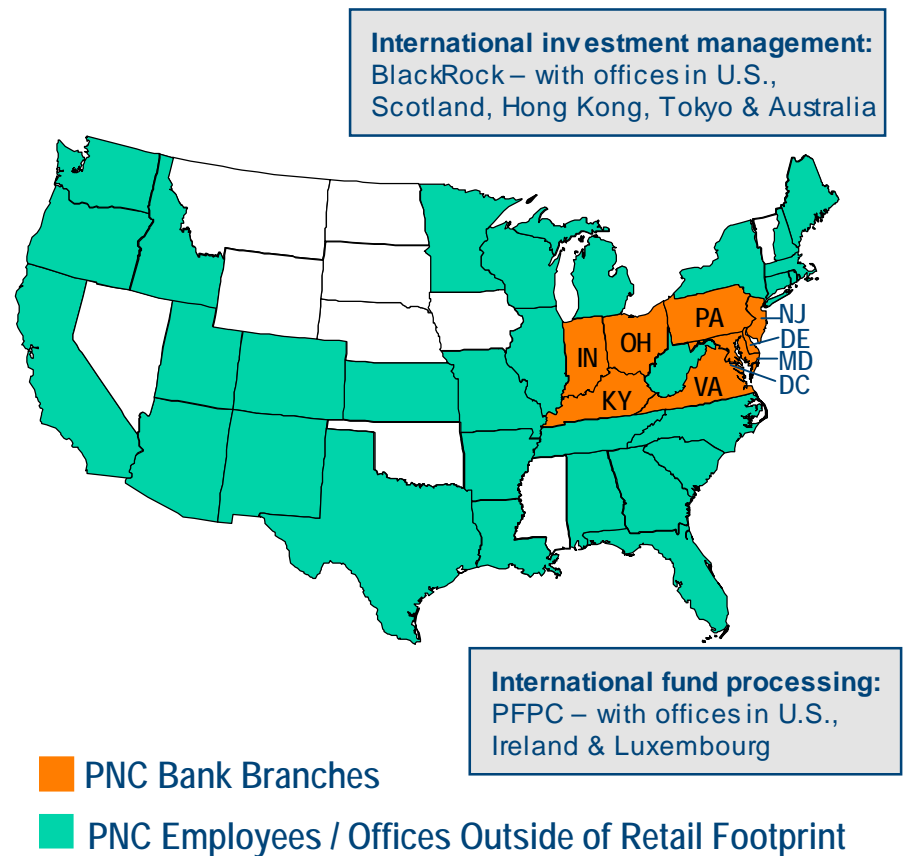 International investment management:
BlackRock – with offices in U.S.,
Scotland, Hong Kong, Tokyo & Australia
PA
NJ
OH
DE
IN
MD
VA
DC
KY
International fund processing:
PFPC – with offices in U.S.,
Ireland & Luxembourg
PNC Bank Branches
PNC Employees / Offices Outside of Retail Footprint